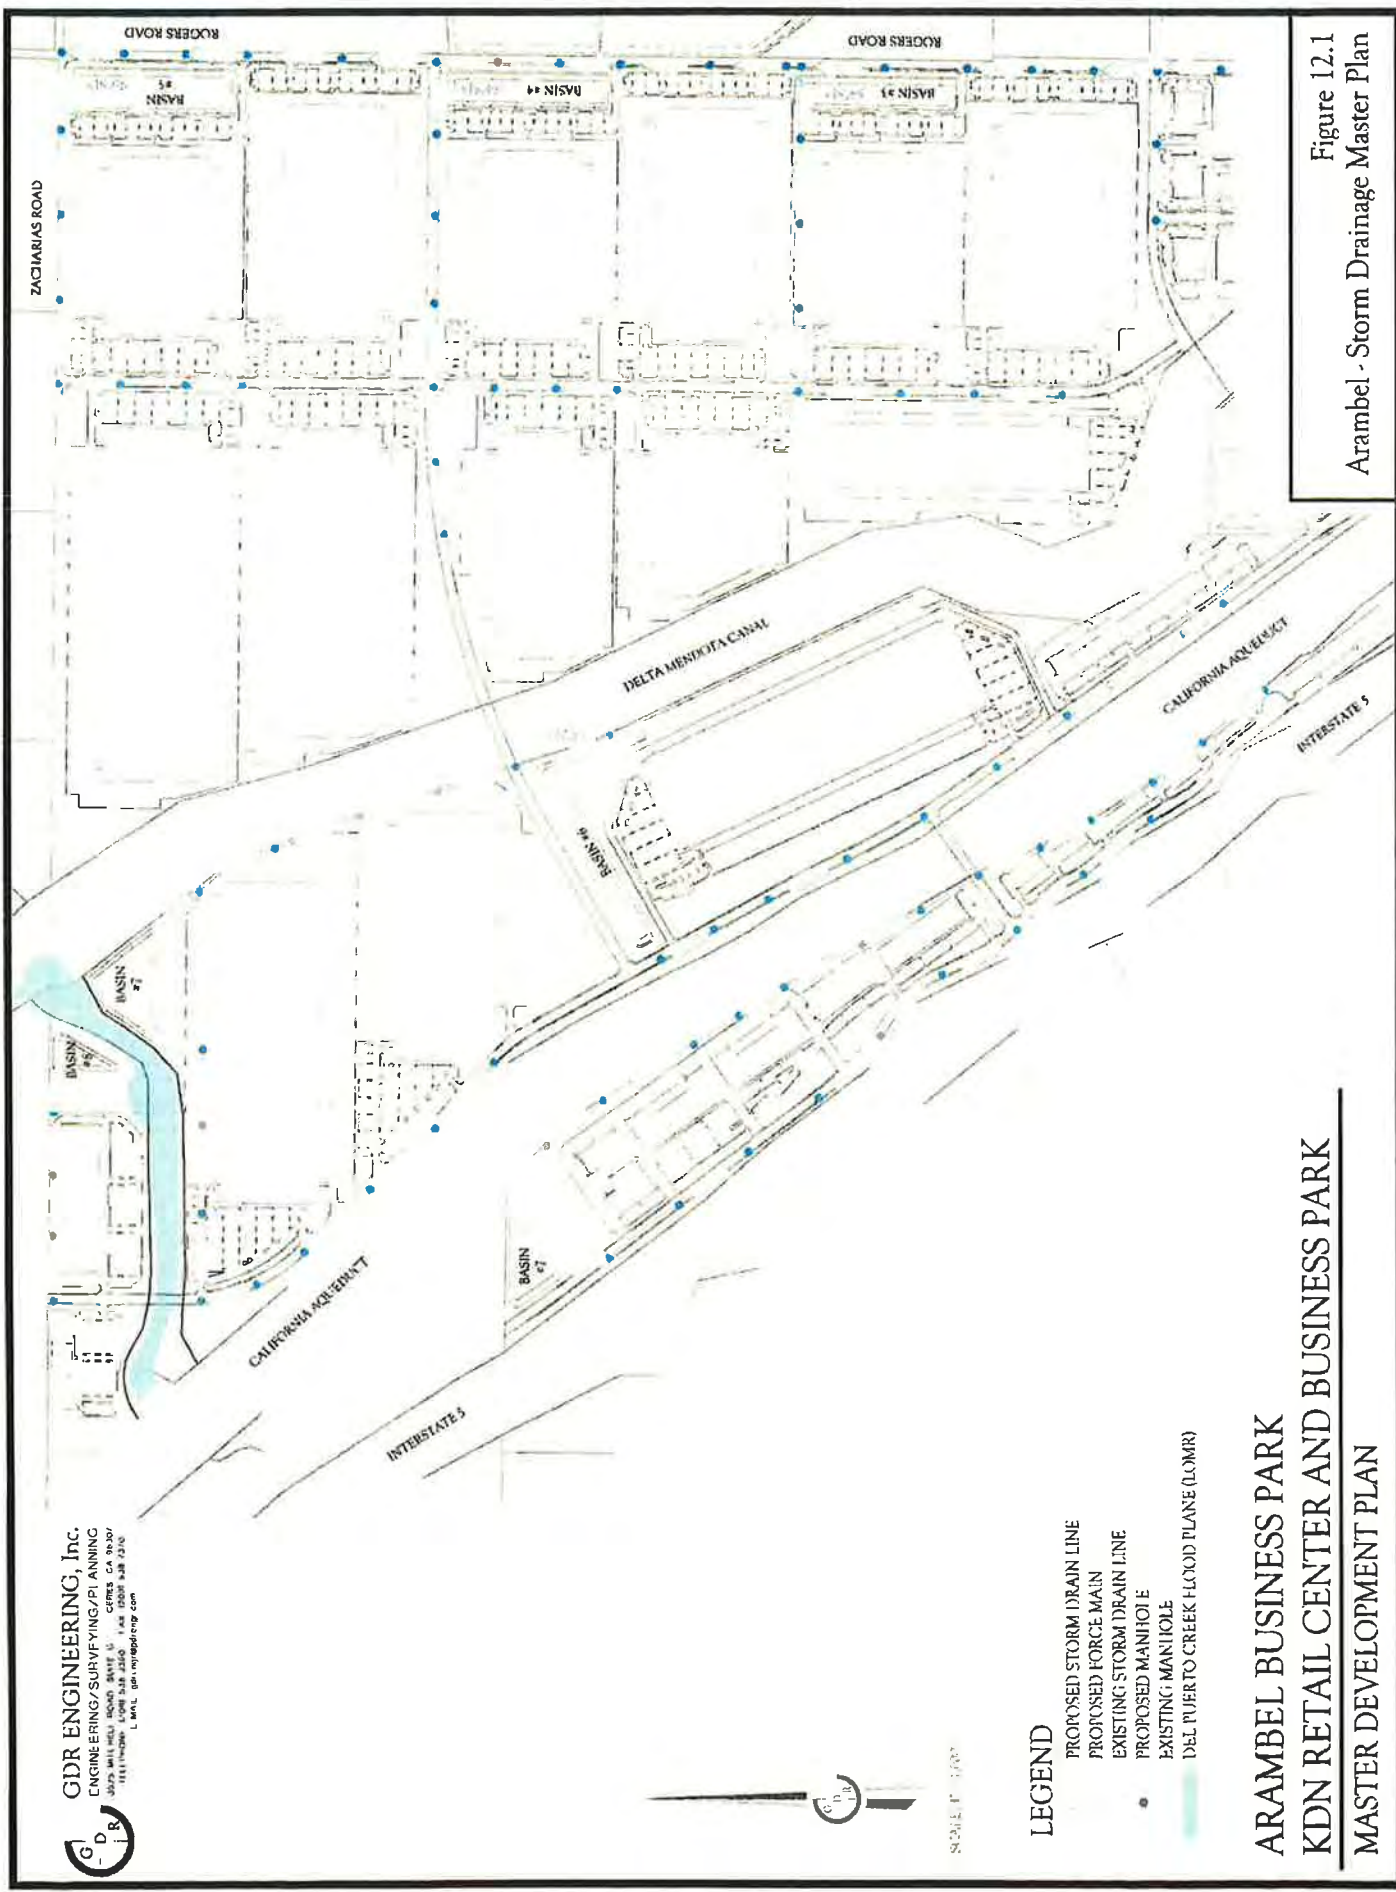 Figure 12.1
Arambel - Storm Drainage Master Plan
ROGERS ROAD
ROGERS ROAD
ZACHARIAS ROAD
BASIN
#5
BASIN #4
BASIN #3
DELTA MENDOTA CANAL
CALIFORNIA AQUEDUCT
INTERSTATE 5
BASIN #6
BASIN
BASIN
BASIN
CALIFORNIA AQUEDUCT
INTERSTATE 5
GDR ENGINEERING, Inc.
ENGINEERING/SURVEYING/PLANNING
GDR
GDR
LEGEND
PROPOSED STORM DRAIN LINE
PROPOSED FORCE MAIN
EXISTING STORM DRAIN LINE
PROPOSED MANHOLE
EXISTING MANHOLE
DEL PUERTO CREEK FLOOD PLANE (LOMR)
ARAMBEL BUSINESS PARK
KDN RETAIL CENTER AND BUSINESS PARK
MASTER DEVELOPMENT PLAN